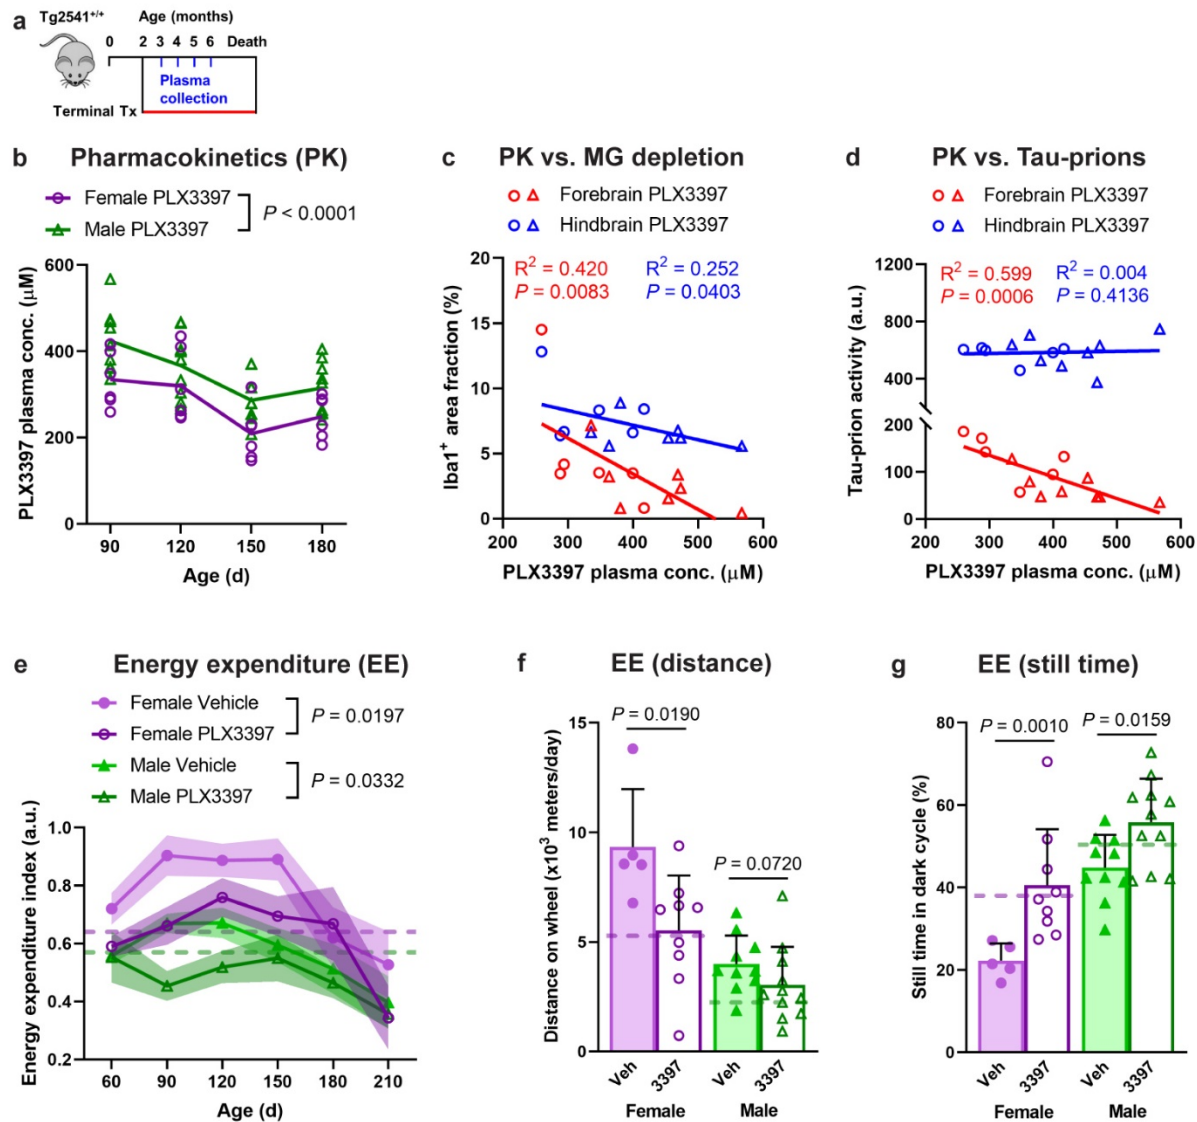 a
Tg2541+/+
Age (months)
0 2 3 4 5 6 Death
Plasma
collection
Terminal Tx
b Pharmacokinetics (PK)
Female PLX3397
Male PLX3397
P < 0.0001
PLX3397 plasma conc. (μM)
600
400
200
0
90 120 150 180
Age (d)
c PK vs. MG depletion
Forebrain PLX3397
Hindbrain PLX3397
R² = 0.420
P = 0.0083
R² = 0.252
P = 0.0403
Iba1+ area fraction (%)
20
15
10
5
0
200 300 400 500 600
PLX3397 plasma conc. (μM)
d PK vs. Tau-prions
Forebrain PLX3397
Hindbrain PLX3397
R² = 0.599
P = 0.0006
R² = 0.004
P = 0.4136
Tau-prion activity (a.u.)
1200
800
400
200
100
0
200 300 400 500 600
PLX3397 plasma conc. (μM)
e Energy expenditure (EE)
Female Vehicle
Female PLX3397
P = 0.0197
Male Vehicle
Male PLX3397
P = 0.0332
Energy expenditure index (a.u.)
1.0
0.8
0.6
0.4
0.2
60 90 120 150 180 210
Age (d)
f EE (distance)
P = 0.0190
P = 0.0720
Distance on wheel (x10³ meters/day)
15
10
5
0
Veh 3397 Veh 3397
Female Male
g EE (still time)
P = 0.0010
P = 0.0159
Still time in dark cycle (%)
80
60
40
20
0
Veh 3397 Veh 3397
Female Male